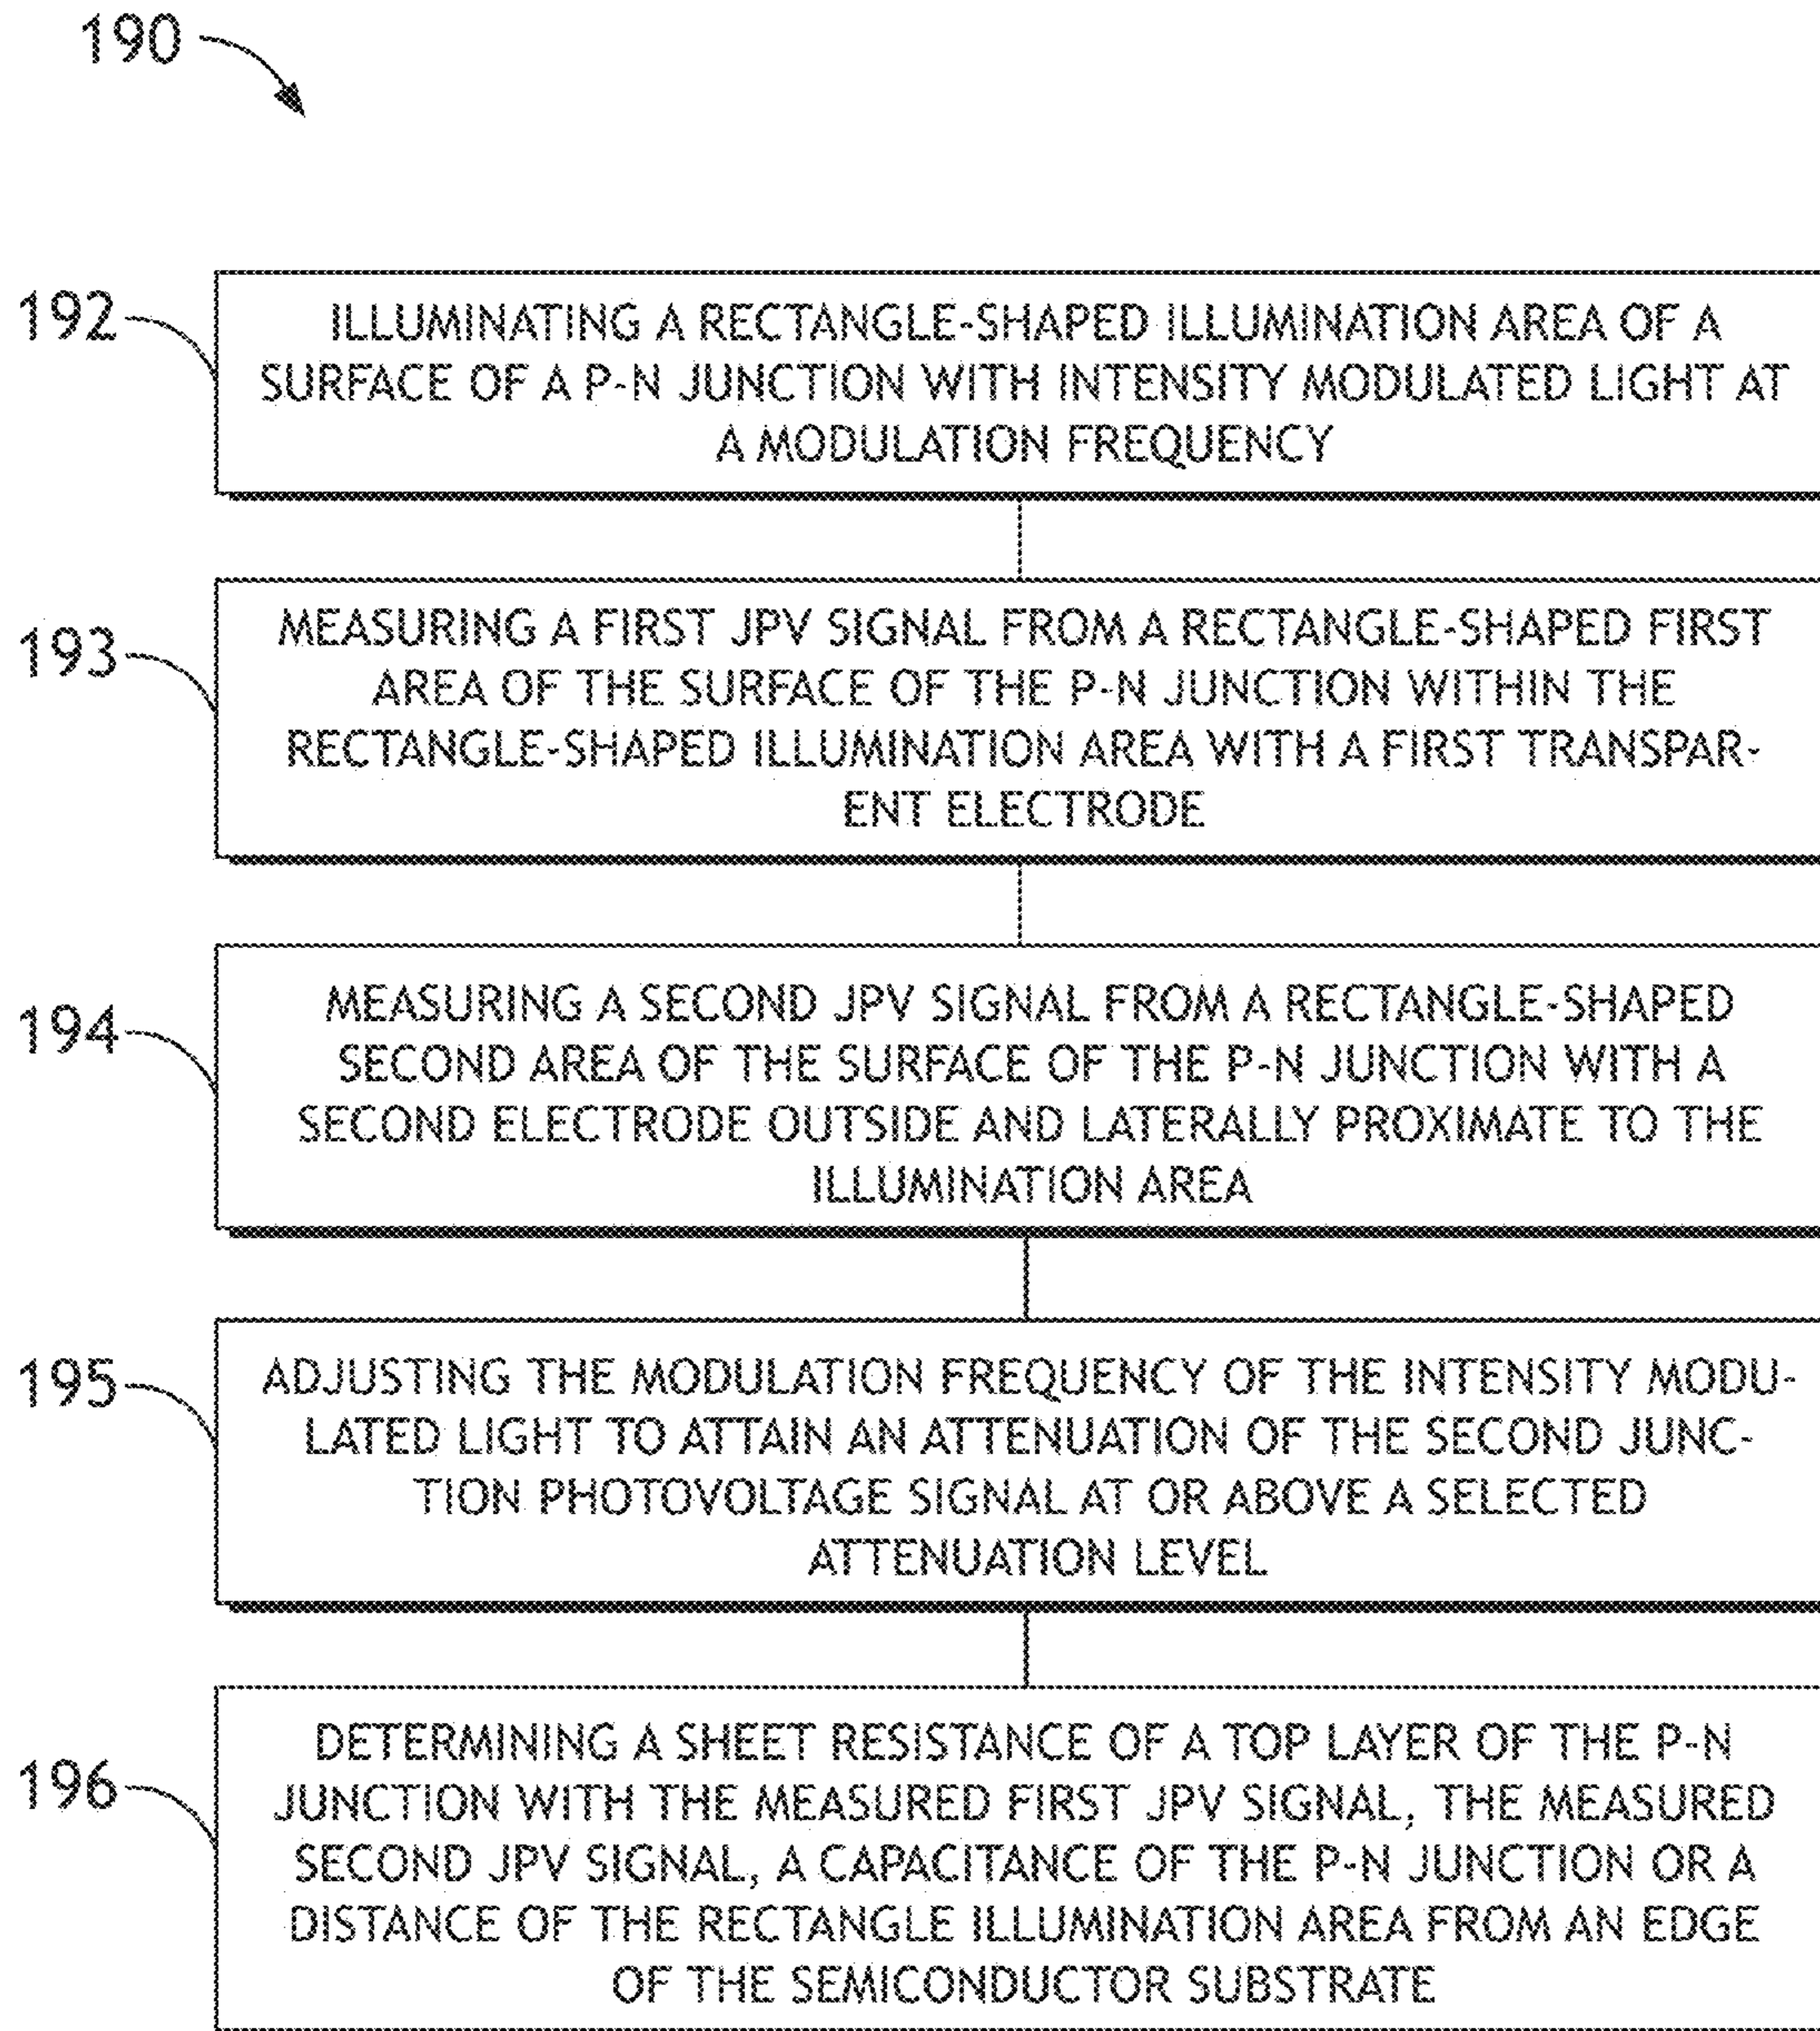 190
192
ILLUMINATING A RECTANGLE-SHAPED ILLUMINATION AREA OF A
SURFACE OF A P-N JUNCTION WITH INTENSITY MODULATED LIGHT AT
A MODULATION FREQUENCY
193
MEASURING A FIRST JPV SIGNAL FROM A RECTANGLE-SHAPED FIRST
AREA OF THE SURFACE OF THE P-N JUNCTION WITHIN THE
RECTANGLE-SHAPED ILLUMINATION AREA WITH A FIRST TRANSPAR-
ENT ELECTRODE
194
MEASURING A SECOND JPV SIGNAL FROM A RECTANGLE-SHAPED
SECOND AREA OF THE SURFACE OF THE P-N JUNCTION WITH A
SECOND ELECTRODE OUTSIDE AND LATERALLY PROXIMATE TO THE
ILLUMINATION AREA
195
ADJUSTING THE MODULATION FREQUENCY OF THE INTENSITY MODU-
LATED LIGHT TO ATTAIN AN ATTENUATION OF THE SECOND JUNC-
TION PHOTOVOLTAGE SIGNAL AT OR ABOVE A SELECTED
ATTENUATION LEVEL
196
DETERMINING A SHEET RESISTANCE OF A TOP LAYER OF THE P-N
JUNCTION WITH THE MEASURED FIRST JPV SIGNAL, THE MEASURED
SECOND JPV SIGNAL, A CAPACITANCE OF THE P-N JUNCTION OR A
DISTANCE OF THE RECTANGLE ILLUMINATION AREA FROM AN EDGE
OF THE SEMICONDUCTOR SUBSTRATE